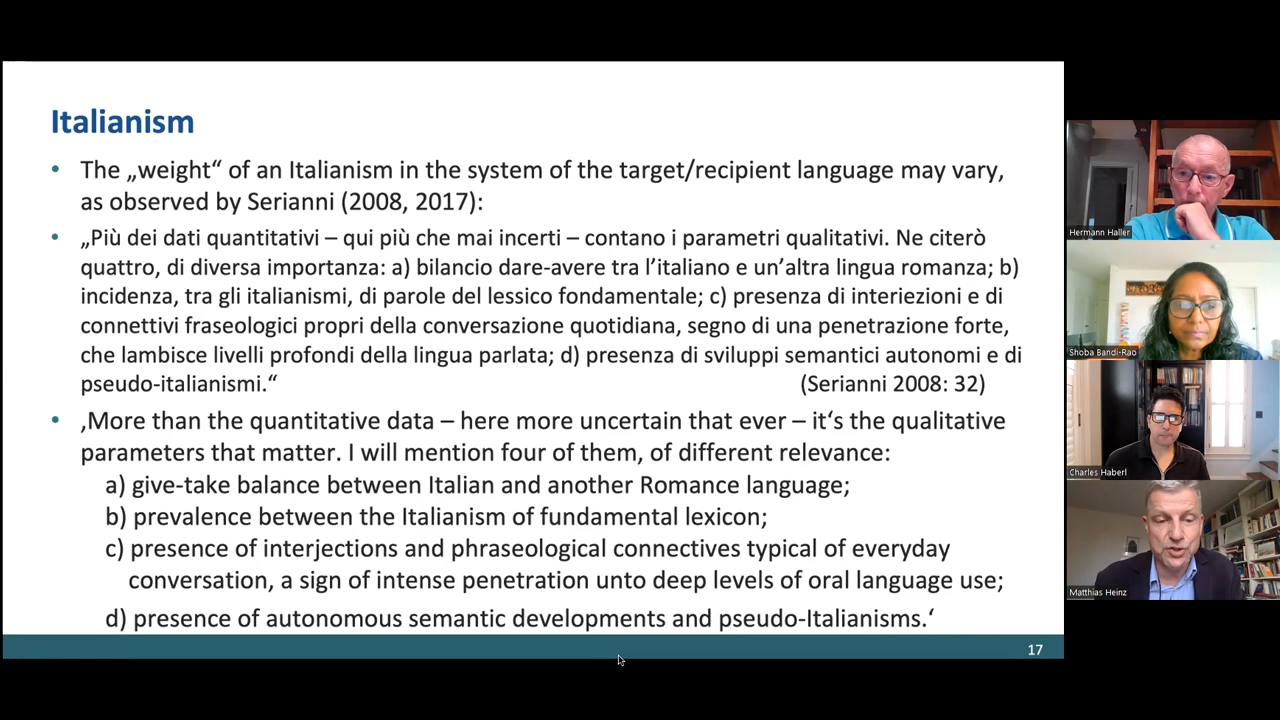 Italianism
• The „weight“ of an Italianism in the system of the target/recipient language may vary,
as observed by Serianni (2008, 2017):
• „Più dei dati quantitativi – qui più che mai incerti – contano i parametri qualitativi. Ne citerò
quattro, di diversa importanza: a) bilancio dare-avere tra l’italiano e un’altra lingua romanza; b)
incidenza, tra gli italianismi, di parole del lessico fondamentale; c) presenza di interiezioni e di
connettivi fraseologici propri della conversazione quotidiana, segno di una penetrazione forte,
che lambisce livelli profondi della lingua parlata; d) presenza di sviluppi semantici autonomi e di
pseudo-italianismi.“ (Serianni 2008: 32)
• ‚More than the quantitative data – here more uncertain that ever – it‘s the qualitative
parameters that matter. I will mention four of them, of different relevance:
a) give-take balance between Italian and another Romance language;
b) prevalence between the Italianism of fundamental lexicon;
c) presence of interjections and phraseological connectives typical of everyday
conversation, a sign of intense penetration unto deep levels of oral language use;
d) presence of autonomous semantic developments and pseudo-Italianisms.‘
17
Hermann Haller
Shoba Bandi-Rao
Charles Haberl
Matthias Heinz